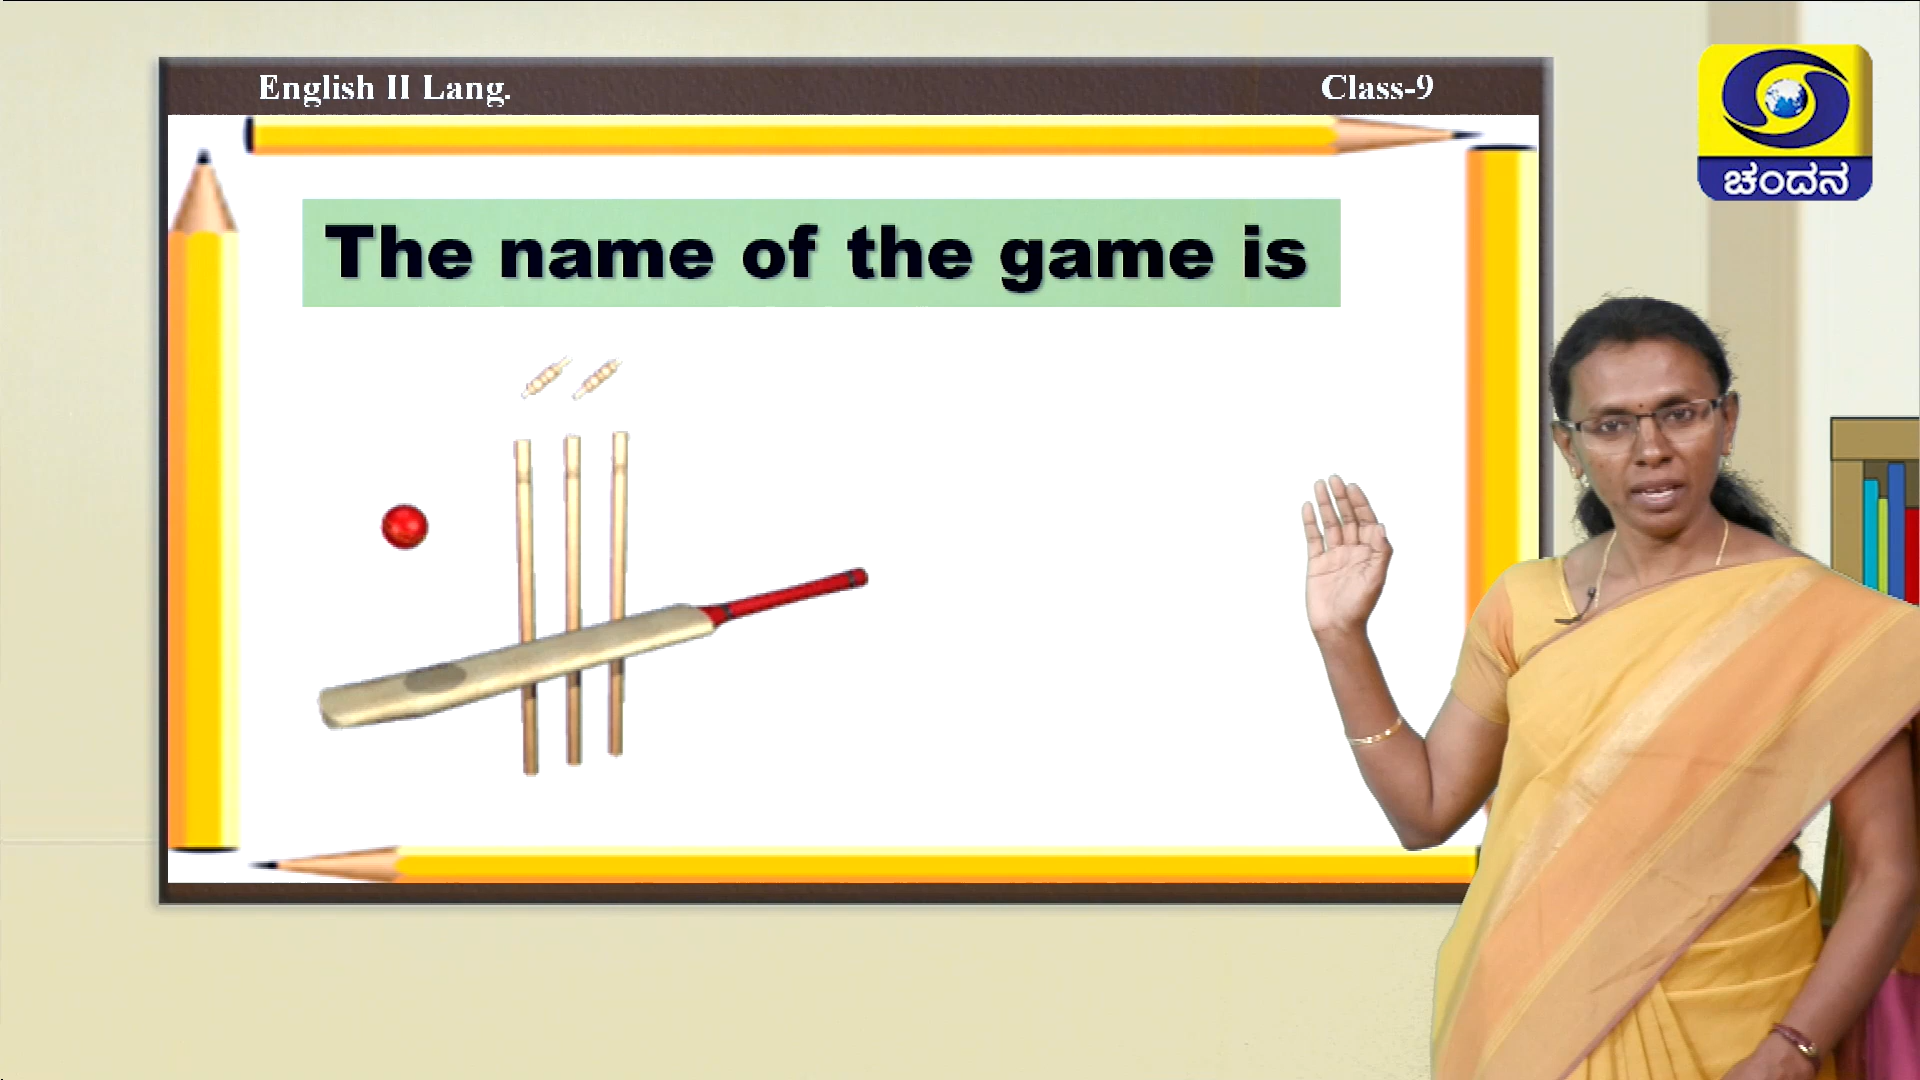 English II Lang.
Class-9
The name of the game is
ಚಂದನ